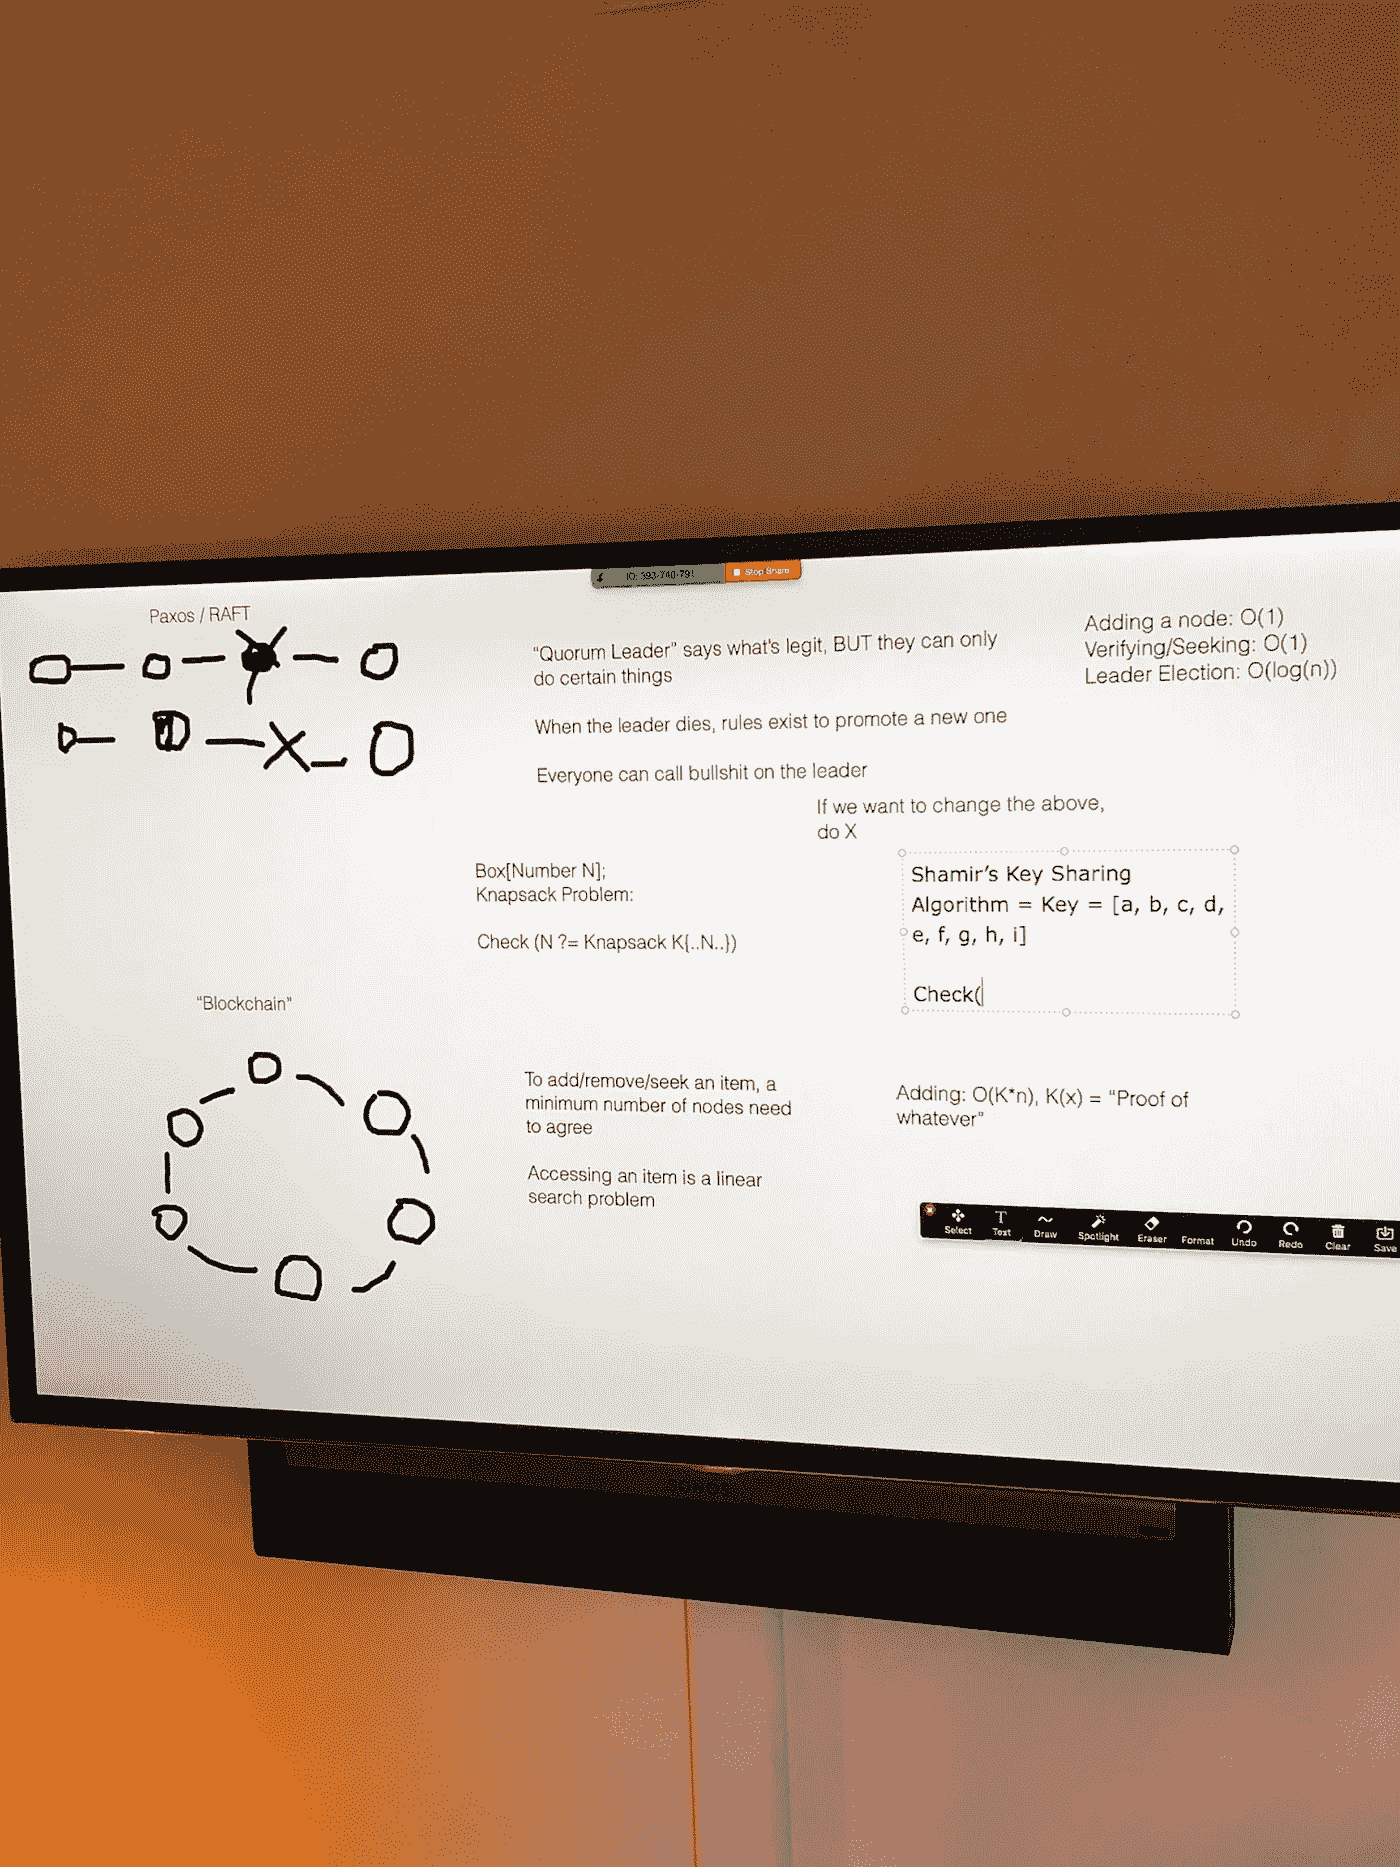 ID: 393-740-791
Stop Share
Paxos / RAFT
"Quorum Leader" says what's legit, BUT they can only
do certain things
When the leader dies, rules exist to promote a new one
Everyone can call bullshit on the leader
If we want to change the above,
do X
Adding a node: O(1)
Verifying/Seeking: O(1)
Leader Election: O(log(n))
Box[Number N];
Knapsack Problem:
Check (N ?= Knapsack K{..N..})
Shamir's Key Sharing
Algorithm = Key = [a, b, c, d,
e, f, g, h, i]
Check(
"Blockchain"
To add/remove/seek an item, a
minimum number of nodes need
to agree
Accessing an item is a linear
search problem
Adding: O(K*n), K(x) = "Proof of
whatever"
Select
Text
Draw
Spotlight
Eraser
Format
Undo
Redo
Clear
Save